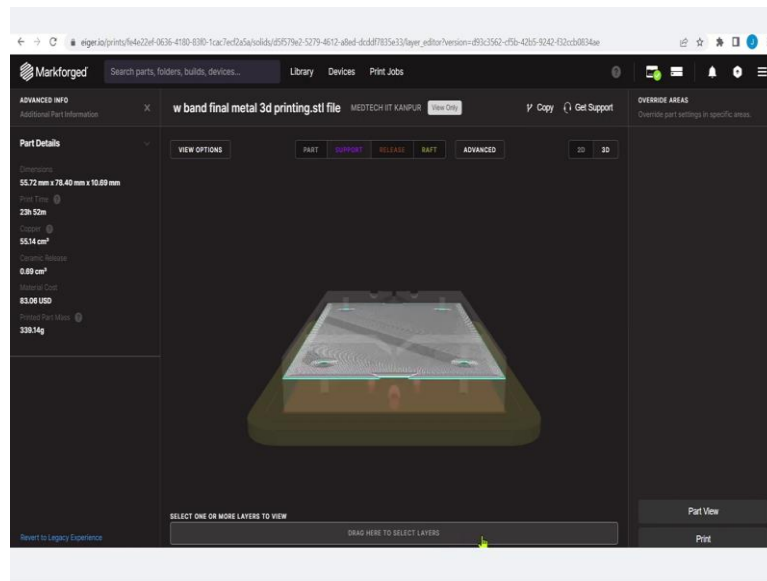 eiger.io/prints/fe4e22ef-0636-4180-83f0-1cac7ecf2a5a/solids/d5f579e2-5279-4612-a8ed-dcddf7835e33/layer_editor?version=d93c3562-cf5b-42b5-9242-f32ccb0834ae
Markforged
Search parts, folders, builds, devices...
Library
Devices
Print Jobs
ADVANCED INFO
Additional Part Information
X
w band final metal 3d printing.stl file
MEDTECH IIT KANPUR
View Only
Copy
Get Support
OVERRIDE AREAS
Override part settings in specific areas.
Part Details
VIEW OPTIONS
PART
SUPPORT
RELEASE
RAFT
ADVANCED
2D
3D
Dimensions
55.72 mm x 78.40 mm x 10.69 mm
Print Time
23h 52m
Copper
55.14 cm³
Ceramic Release
0.69 cm³
Material Cost
83.06 USD
Printed Part Mass
339.14g
SELECT ONE OR MORE LAYERS TO VIEW
DRAG HERE TO SELECT LAYERS
Revert to Legacy Experience
Part View
Print